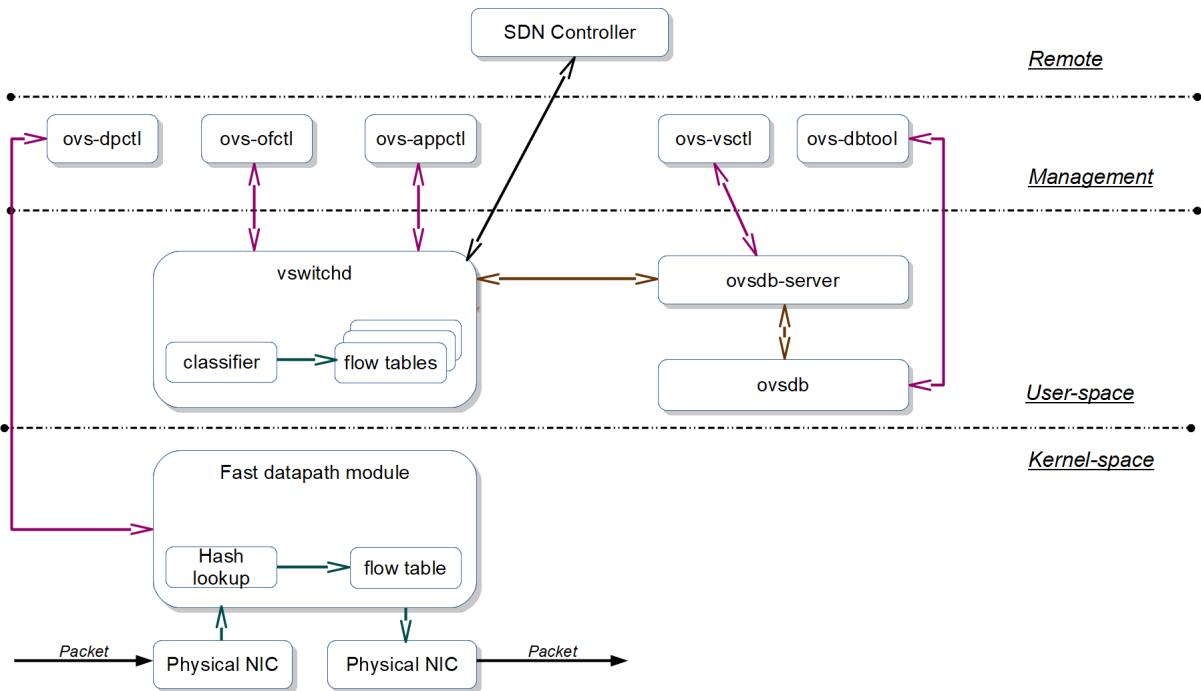 SDN Controller
Remote
ovs-dpctl
ovs-ofctl
ovs-appctl
ovs-vsctl
ovs-dbtool
Management
vswitchd
ovsdb-server
classifier
flow tables
ovsdb
User-space
Kernel-space
Fast datapath module
Hash
lookup
flow table
Packet
Physical NIC
Physical NIC
Packet